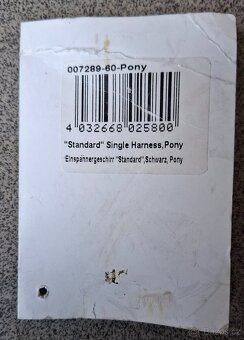 007289-60-Pony
4 032668 025800
"Standard" Single Harness,Pony
Einspännergeschirr "Standard",Schwarz, Pony